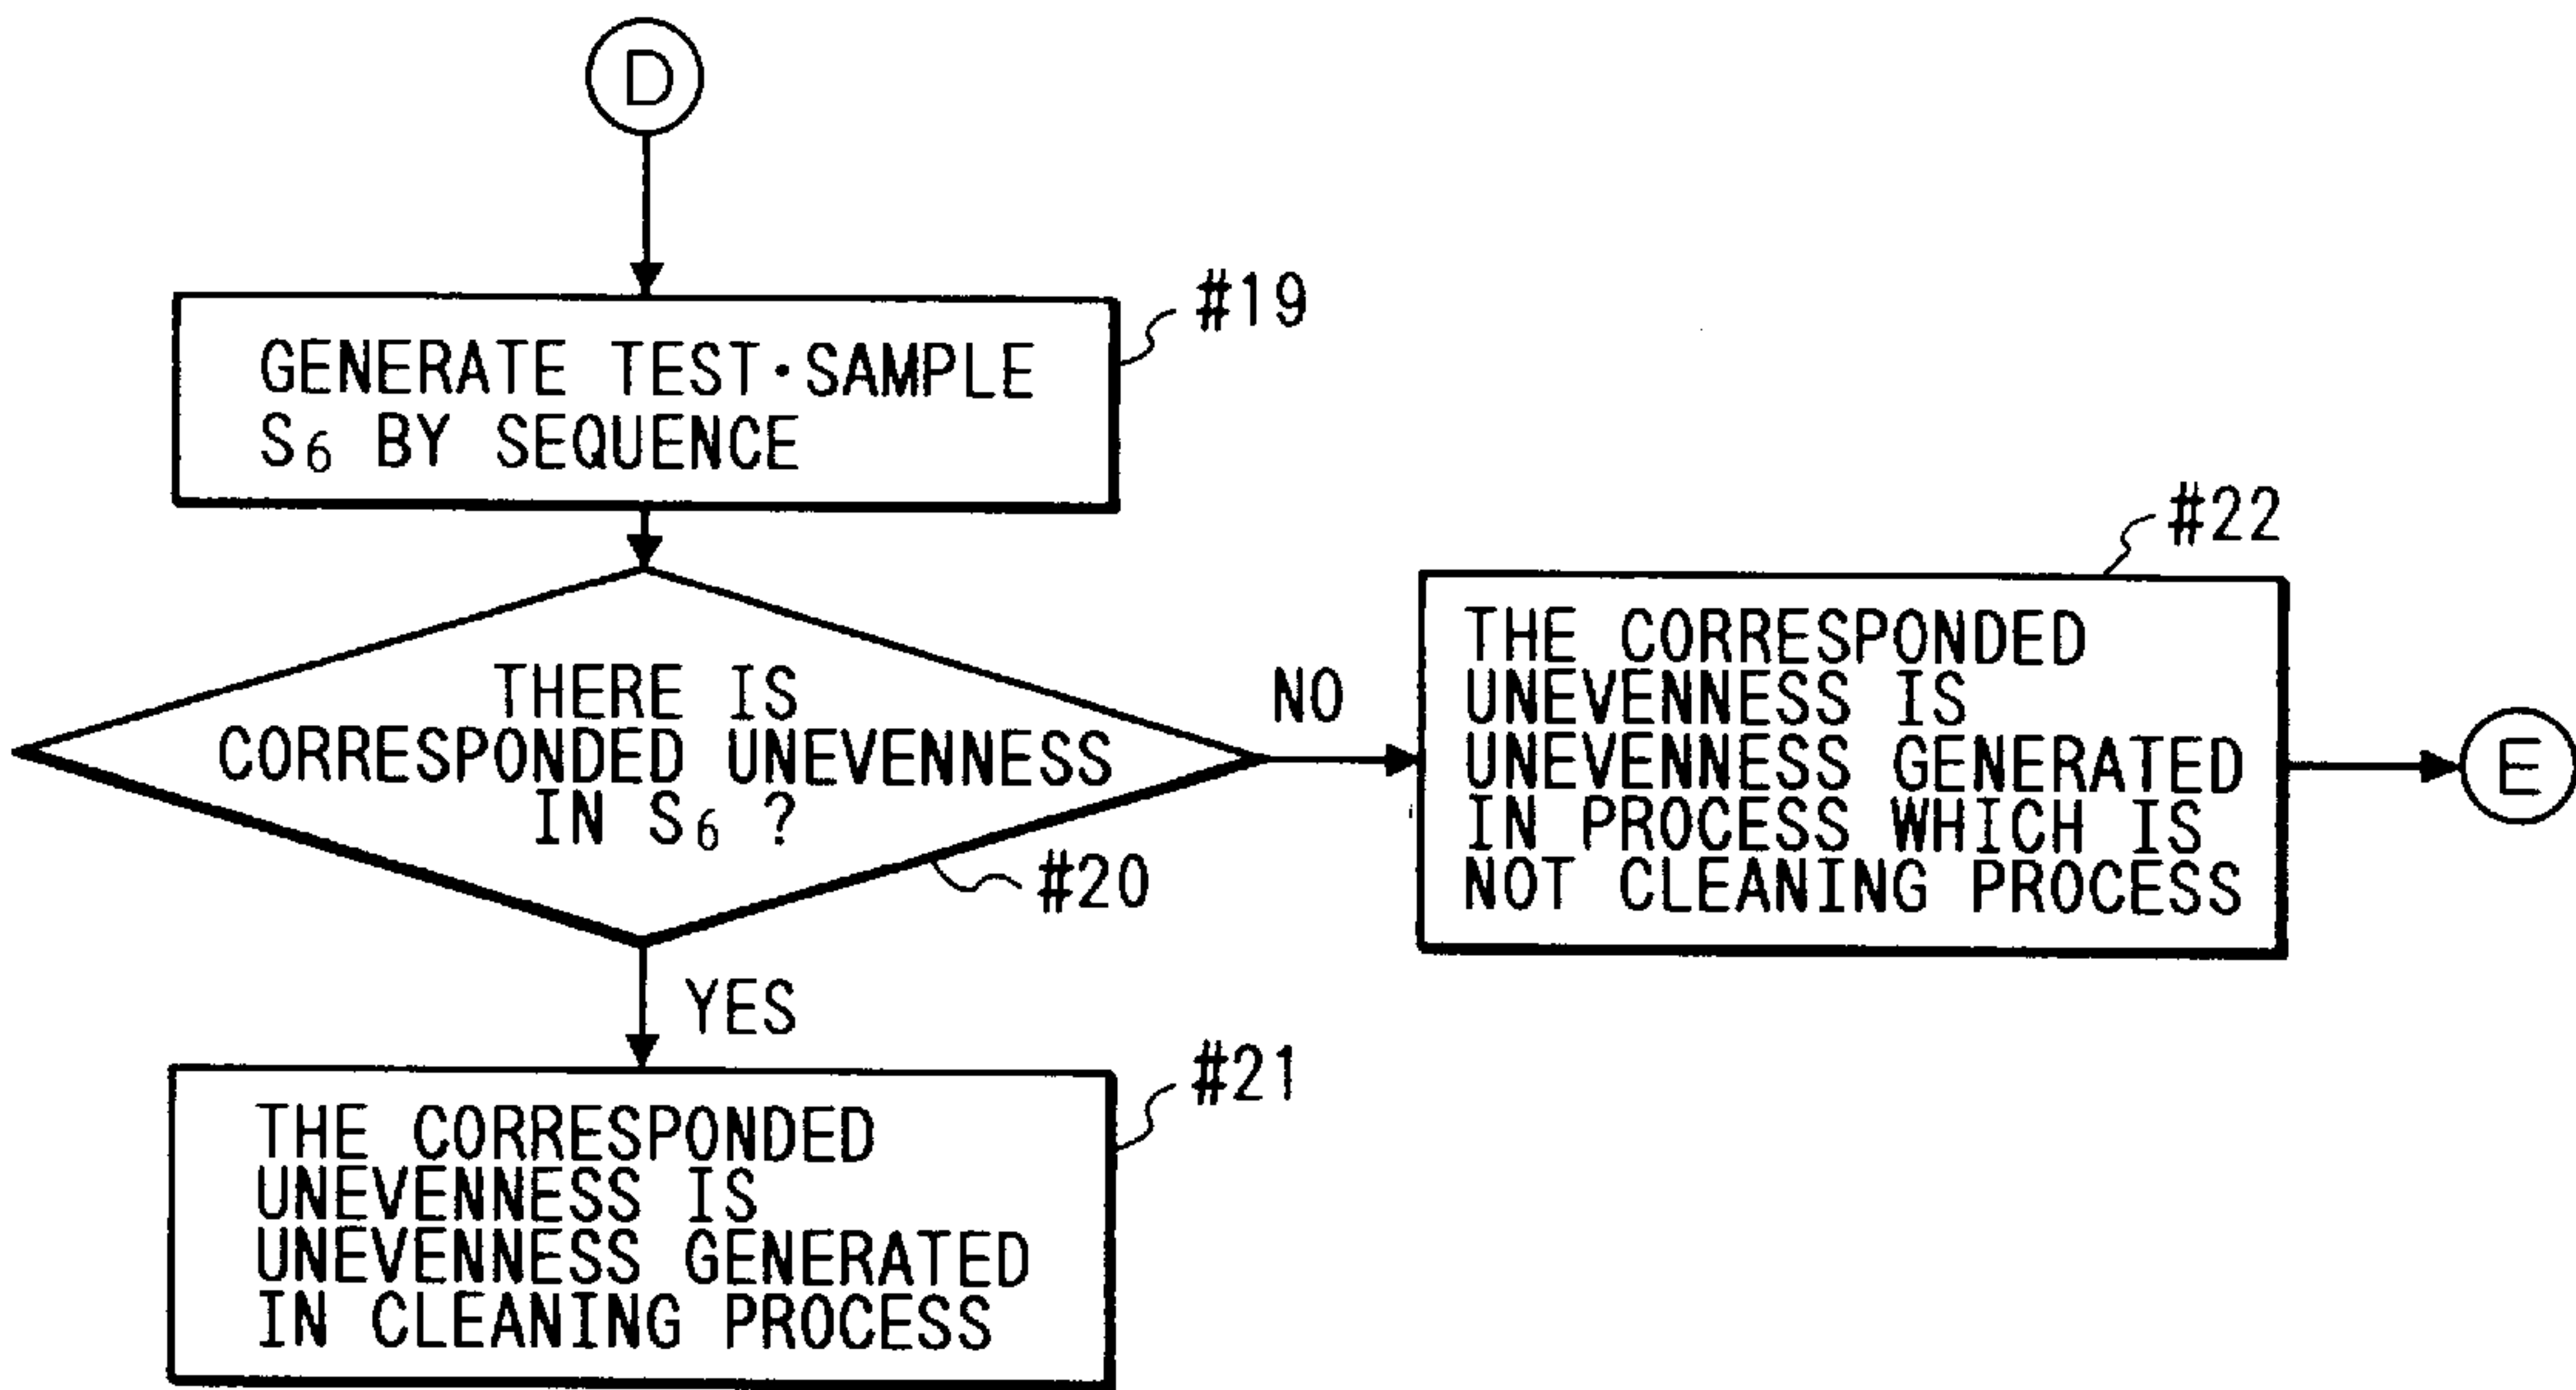 D
#19
GENERATE TEST·SAMPLE
S6 BY SEQUENCE
THERE IS
CORRESPONDED UNEVENNESS
IN S6 ?
#20
NO
#22
THE CORRESPONDED
UNEVENNESS IS
UNEVENNESS GENERATED
IN PROCESS WHICH IS
NOT CLEANING PROCESS
E
YES
#21
THE CORRESPONDED
UNEVENNESS IS
UNEVENNESS GENERATED
IN CLEANING PROCESS